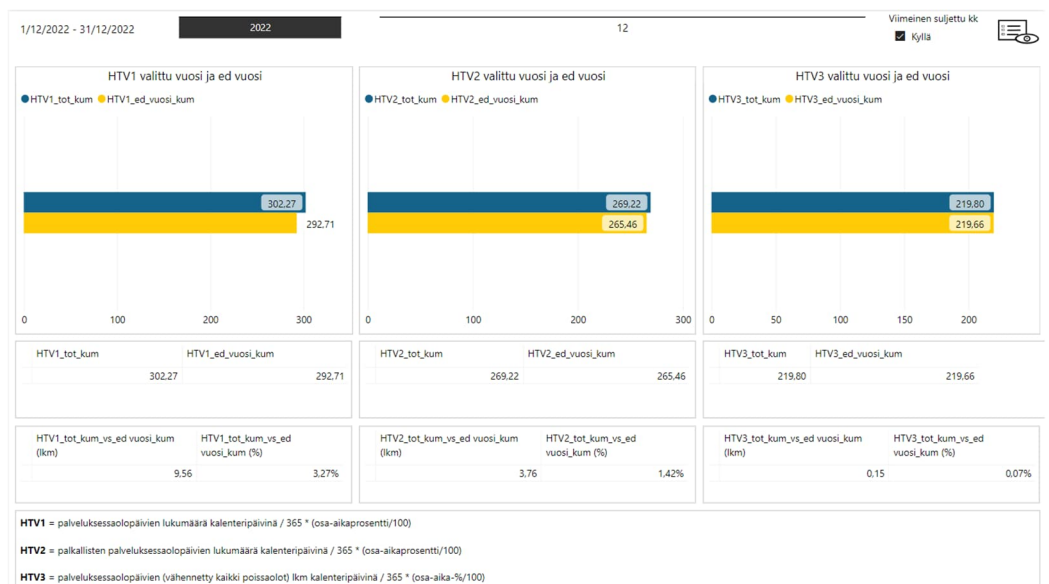 1/12/2022 - 31/12/2022
2022
12
Viimeinen suljettu kk
Kyllä
HTV1 valittu vuosi ja ed vuosi
HTV1_tot_kum HTV1_ed_vuosi_kum
302,27
292,71
0 100 200 300
HTV2 valittu vuosi ja ed vuosi
HTV2_tot_kum HTV2_ed_vuosi_kum
269,22
265,46
0 100 200 300
HTV3 valittu vuosi ja ed vuosi
HTV3_tot_kum HTV3_ed_vuosi_kum
219,80
219,66
0 50 100 150 200
HTV1_tot_kum HTV1_ed_vuosi_kum
302,27 292,71
HTV2_tot_kum HTV2_ed_vuosi_kum
269,22 265,46
HTV3_tot_kum HTV3_ed_vuosi_kum
219,80 219,66
HTV1_tot_kum_vs_ed vuosi_kum HTV1_tot_kum_vs_ed
(lkm) vuosi_kum (%)
9,56 3,27%
HTV2_tot_kum_vs_ed vuosi_kum HTV2_tot_kum_vs_ed
(lkm) vuosi_kum (%)
3,76 1,42%
HTV3_tot_kum_vs_ed vuosi_kum HTV3_tot_kum_vs_ed
(lkm) vuosi_kum (%)
0,15 0,07%
HTV1 = palveluksessaolopäivien lukumäärä kalenteripäivinä / 365 * (osa-aikaprosentti/100)
HTV2 = palkallisten palveluksessaolopäivien lukumäärä kalenteripäivinä / 365 * (osa-aikaprosentti/100)
HTV3 = palveluksessaolopäivien (vähennetty kaikki poissaolot) lkm kalenteripäivinä / 365 * (osa-aika-%/100)